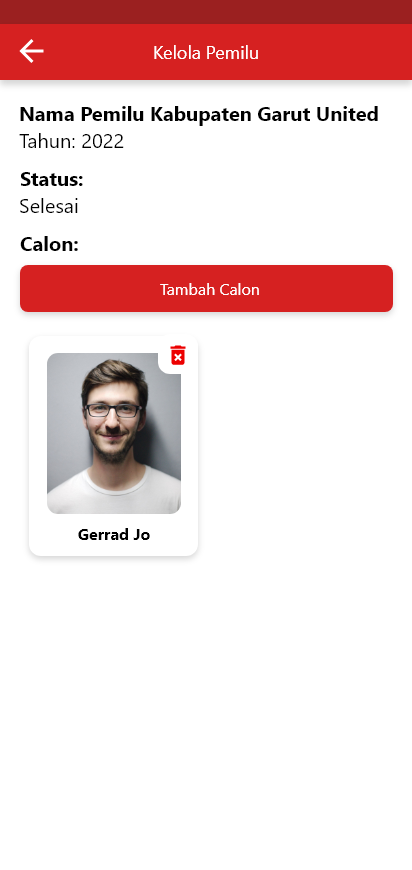 Kelola Pemilu
Nama Pemilu Kabupaten Garut United
Tahun: 2022
Status:
Selesai
Calon:
Tambah Calon
Gerrad Jo